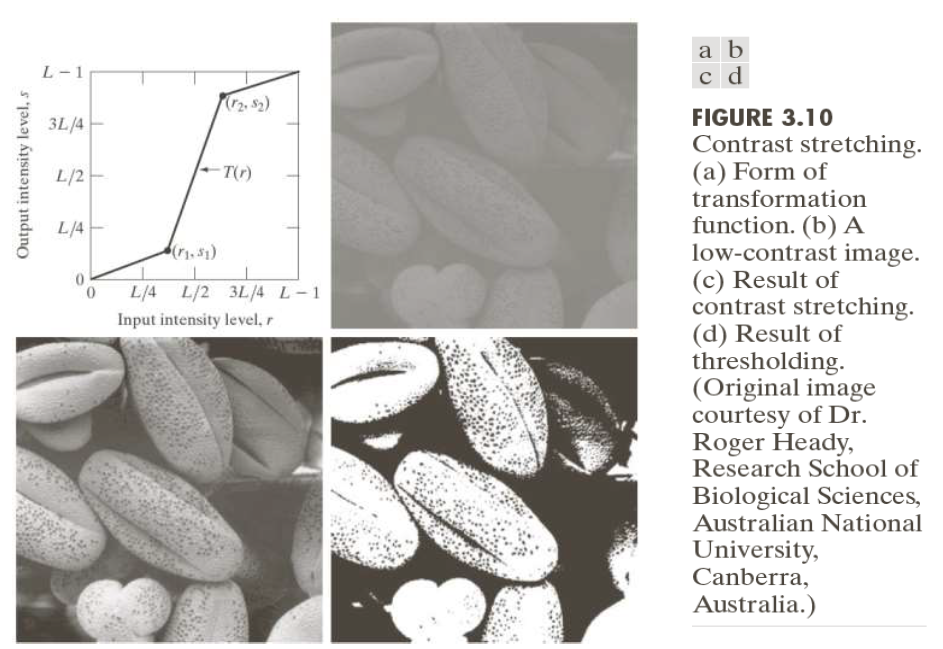 L − 1
3L/4
L/2
L/4
0
Output intensity level, s
(r₂, s₂)
T(r)
(r₁, s₁)
0 L/4 L/2 3L/4 L − 1
Input intensity level, r
a b
c d
FIGURE 3.10
Contrast stretching.
(a) Form of
transformation
function. (b) A
low-contrast image.
(c) Result of
contrast stretching.
(d) Result of
thresholding.
(Original image
courtesy of Dr.
Roger Heady,
Research School of
Biological Sciences,
Australian National
University,
Canberra,
Australia.)